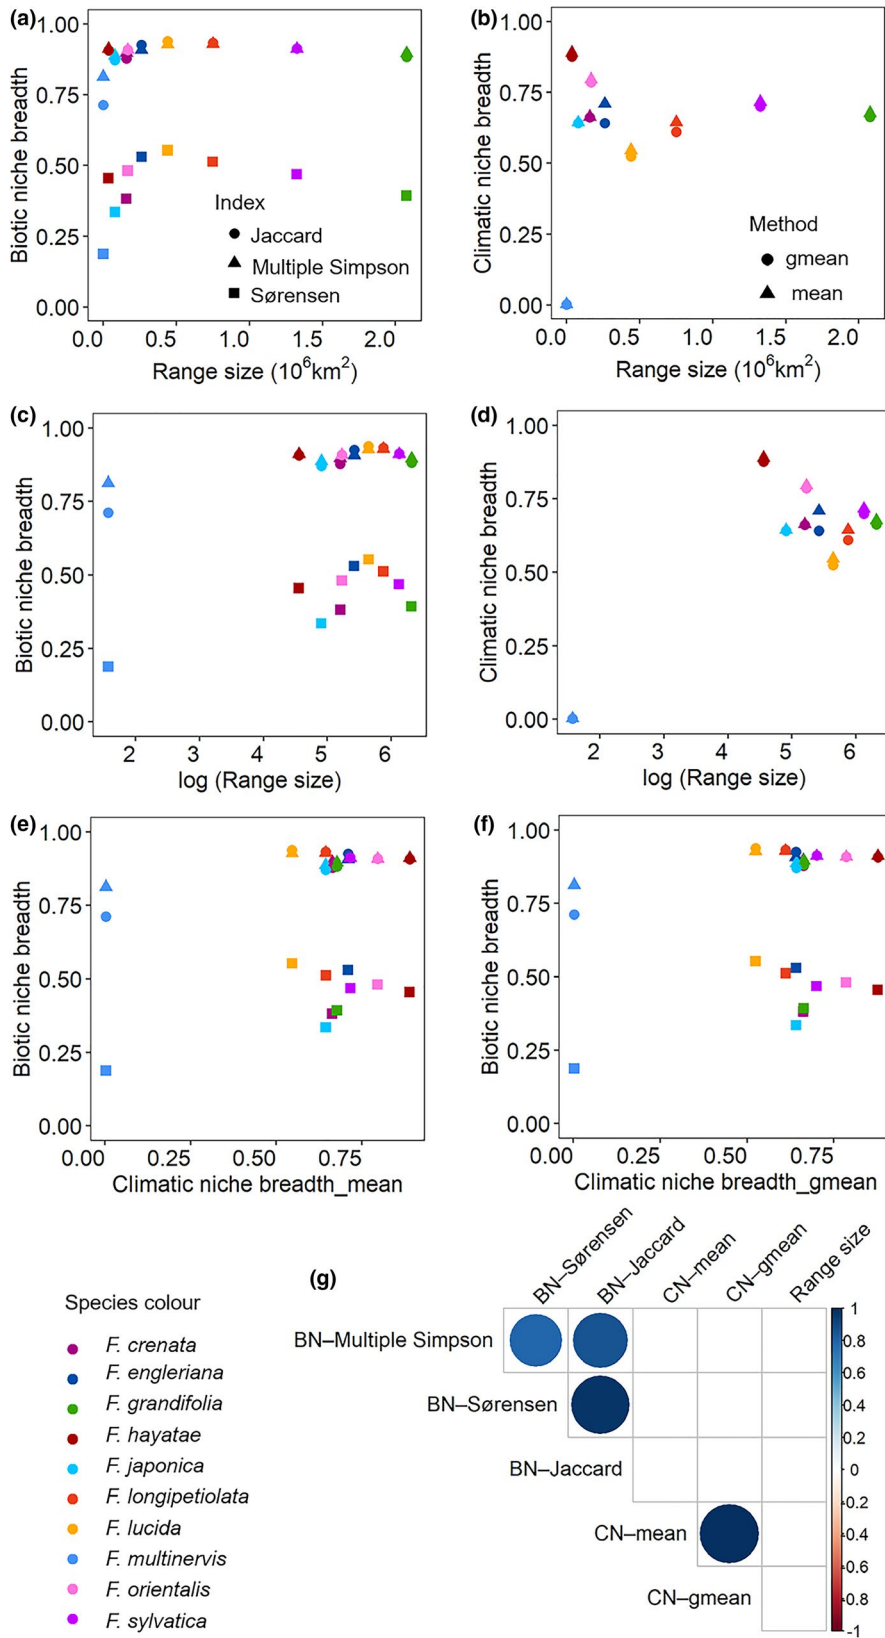 (a)
1.00
0.75
0.50
0.25
0.00
Biotic niche breadth
Index
Jaccard
Multiple Simpson
Sørensen
0.0 0.5 1.0 1.5 2.0
Range size (10⁶km²)
(b)
1.00
0.75
0.50
0.25
0.00
Climatic niche breadth
Method
gmean
mean
0.0 0.5 1.0 1.5 2.0
Range size (10⁶km²)
(c)
1.00
0.75
0.50
0.25
0.00
Biotic niche breadth
2 3 4 5 6
log (Range size)
(d)
1.00
0.75
0.50
0.25
0.00
Climatic niche breadth
2 3 4 5 6
log (Range size)
(e)
1.00
0.75
0.50
0.25
0.00
Biotic niche breadth
0.00 0.25 0.50 0.75
Climatic niche breadth_mean
(f)
1.00
0.75
0.50
0.25
0.00
Biotic niche breadth
0.00 0.25 0.50 0.75
Climatic niche breadth_gmean
Species colour
F. crenata
F. engleriana
F. grandifolia
F. hayatae
F. japonica
F. longipetiolata
F. lucida
F. multinervis
F. orientalis
F. sylvatica
(g)
BN–Sørensen
BN–Jaccard
CN–mean
CN–gmean
Range size
BN–Multiple Simpson
BN–Sørensen
BN–Jaccard
CN–mean
CN–gmean
1
0.8
0.6
0.4
0.2
0
-0.2
-0.4
-0.6
-0.8
-1